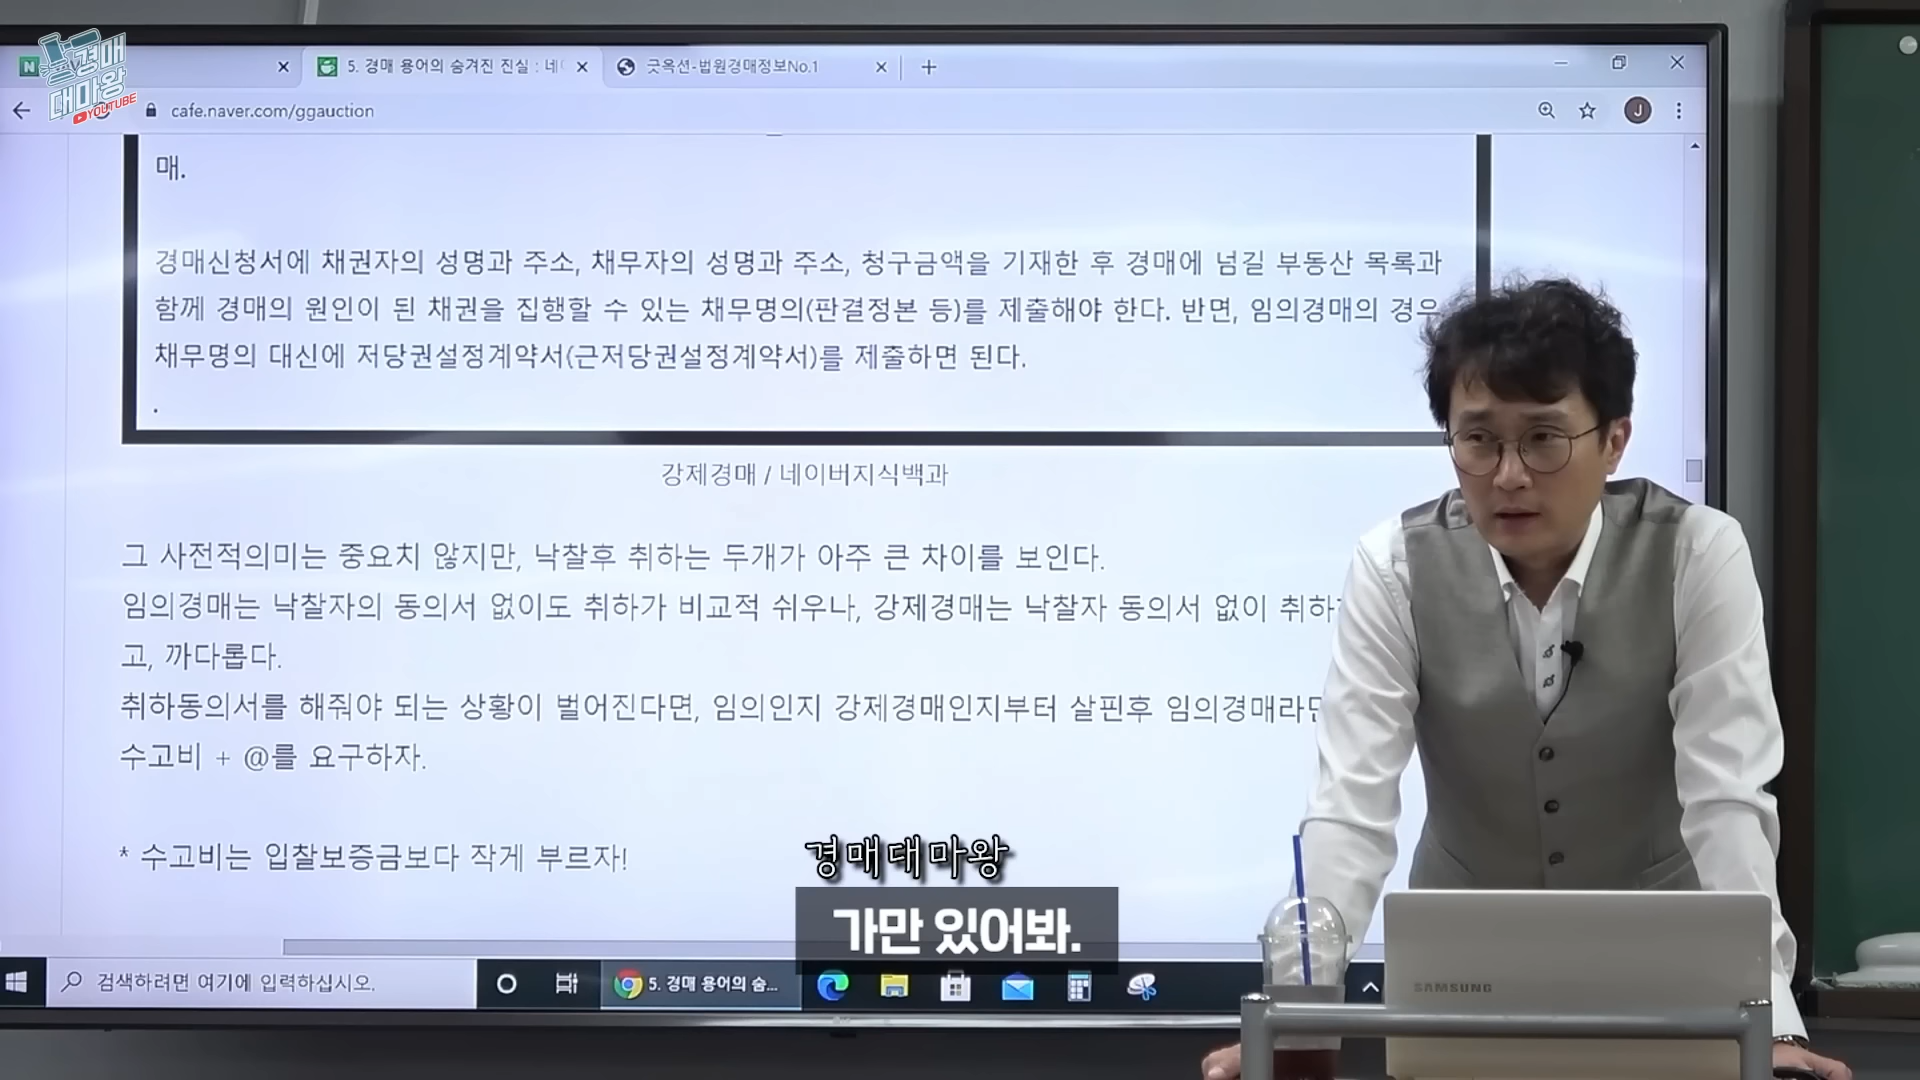 경매
대마왕
YOUTUBE
5. 경매 용어의 숨겨진 진실 : 네이
굿옥션-법원경매정보No.1
cafe.naver.com/ggauction
J
매.
경매신청서에 채권자의 성명과 주소, 채무자의 성명과 주소, 청구금액을 기재한 후 경매에 넘길 부동산 목록과
함께 경매의 원인이 된 채권을 집행할 수 있는 채무명의(판결정본 등)를 제출해야 한다. 반면, 임의경매의 경우
채무명의 대신에 저당권설정계약서(근저당권설정계약서)를 제출하면 된다.
.
강제경매 / 네이버지식백과
그 사전적의미는 중요치 않지만, 낙찰후 취하는 두개가 아주 큰 차이를 보인다.
임의경매는 낙찰자의 동의서 없이도 취하가 비교적 쉬우나, 강제경매는 낙찰자 동의서 없이 취하
고, 까다롭다.
취하동의서를 해줘야 되는 상황이 벌어진다면, 임의인지 강제경매인지부터 살핀후 임의경매라면
수고비 + @를 요구하자.
* 수고비는 입찰보증금보다 작게 부르자!
경매대마왕
가만 있어봐.
검색하려면 여기에 입력하십시오.
5. 경매 용어의 숨...
SAMSUNG